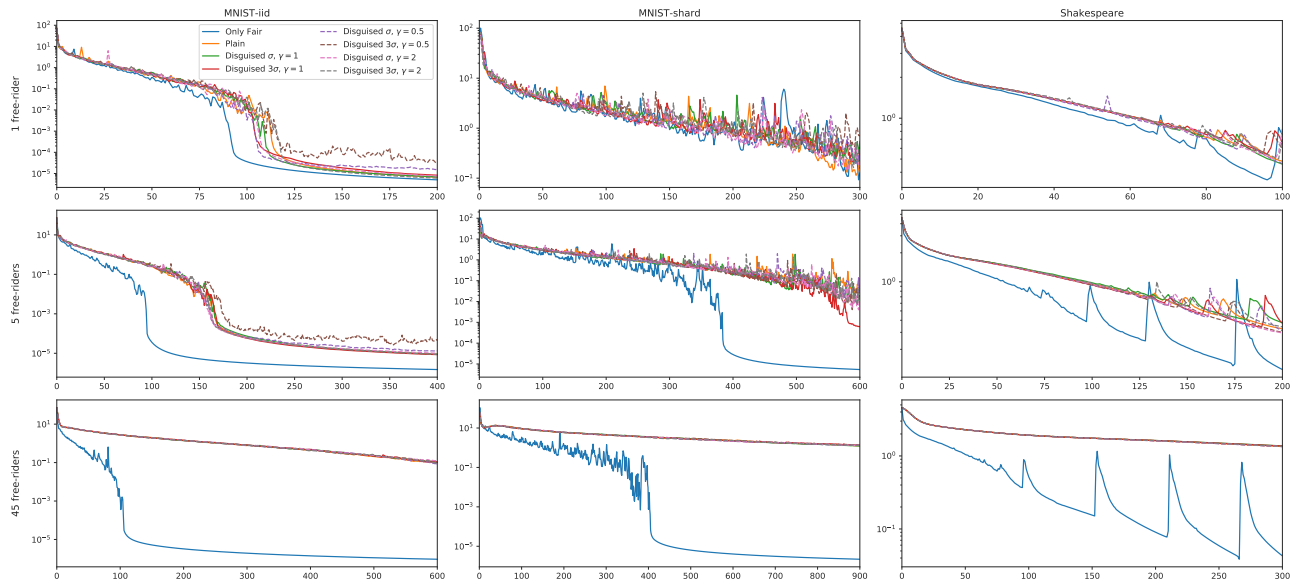 MNIST-iid
MNIST-shard
Shakespeare
1 free-rider
10² 10¹ 10⁰ 10⁻¹ 10⁻² 10⁻³ 10⁻⁴ 10⁻⁵
Only Fair
Plain
Disguised σ, γ = 1
Disguised 3σ, γ = 1
Disguised σ, γ = 0.5
Disguised 3σ, γ = 0.5
Disguised σ, γ = 2
Disguised 3σ, γ = 2
0 25 50 75 100 125 150 175 200
10² 10¹ 10⁰ 10⁻¹
0 50 100 150 200 250 300
10⁰
0 20 40 60 80 100
5 free-riders
10¹ 10⁻¹ 10⁻³ 10⁻⁵
0 50 100 150 200 250 300 350 400
10² 10¹ 10⁰ 10⁻¹ 10⁻² 10⁻³ 10⁻⁴ 10⁻⁵
0 100 200 300 400 500 600
10⁰
0 25 50 75 100 125 150 175 200
45 free-riders
10¹ 10⁻¹ 10⁻³ 10⁻⁵
0 100 200 300 400 500 600
10¹ 10⁻¹ 10⁻³ 10⁻⁵
0 100 200 300 400 500 600 700 800 900
10⁰ 10⁻¹
0 50 100 150 200 250 300